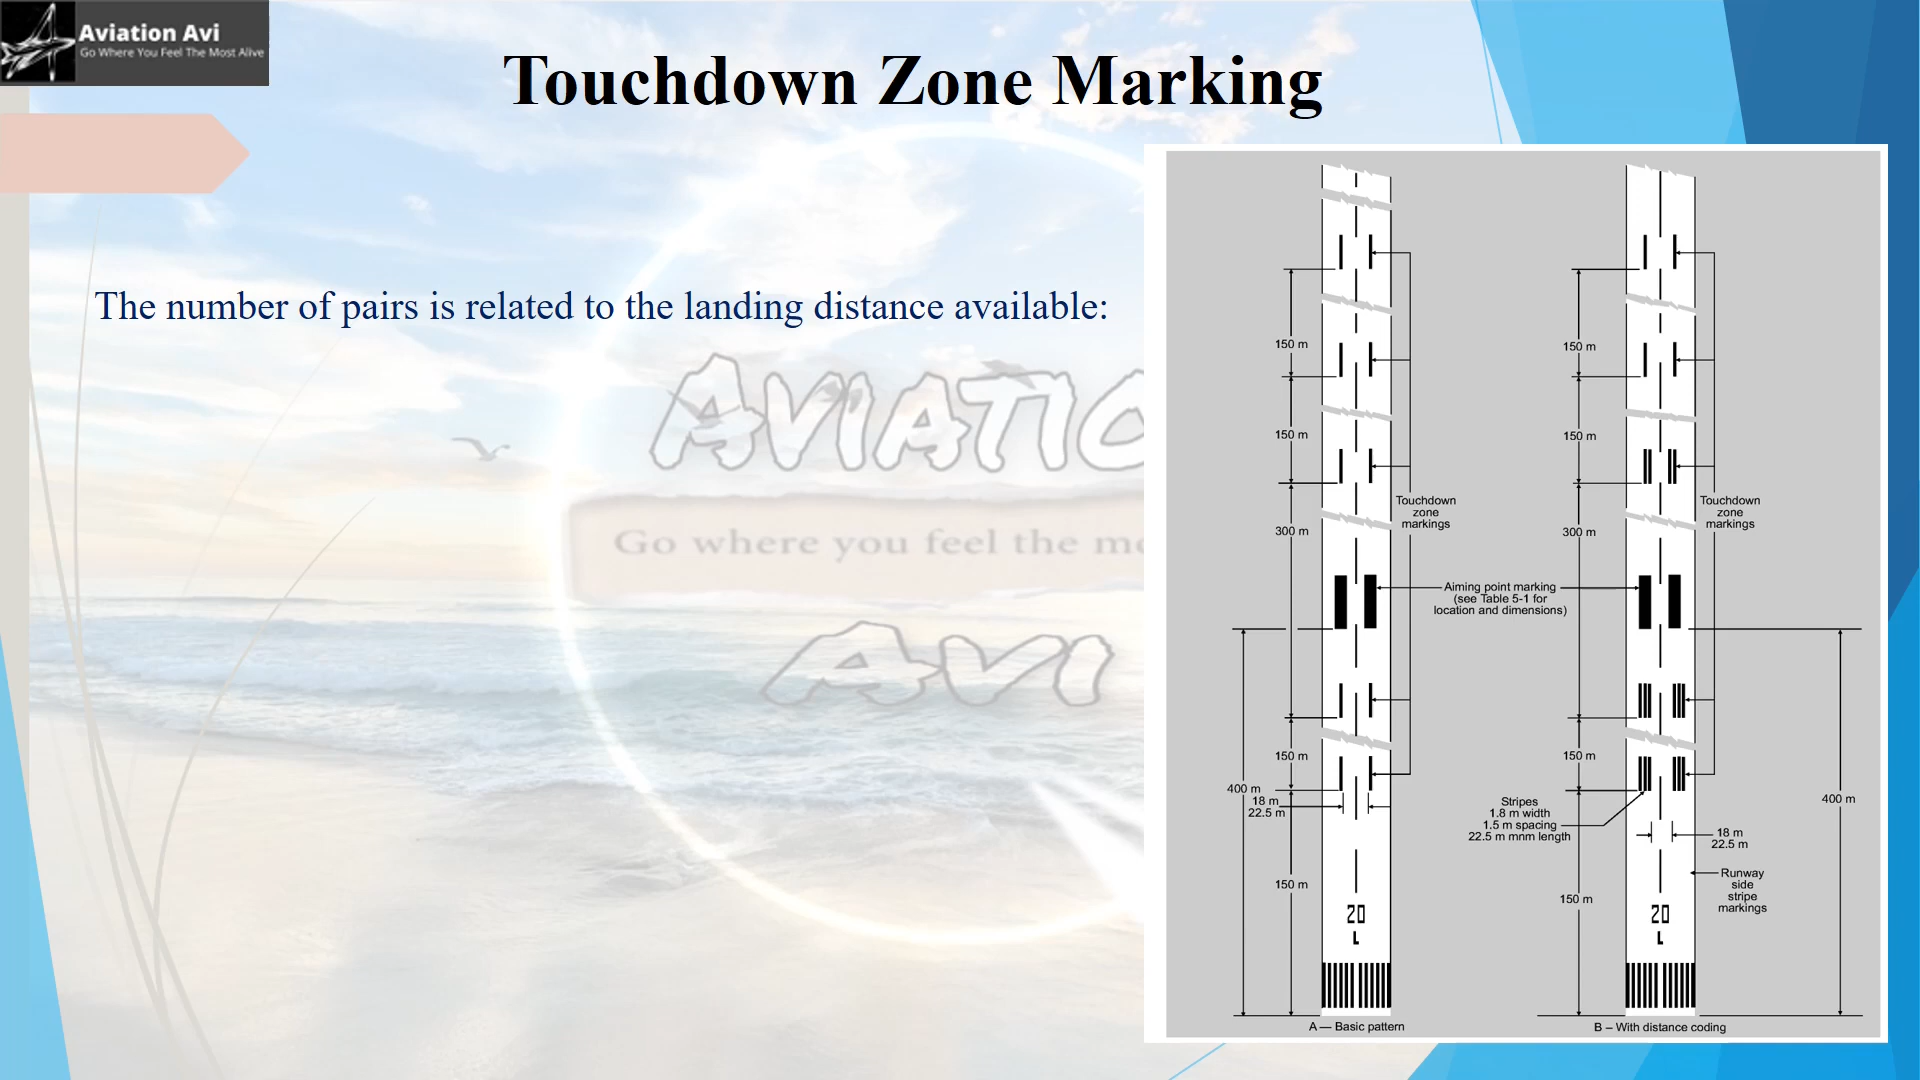 Aviation Avi
Go Where You Feel The Most Alive
Touchdown Zone Marking
The number of pairs is related to the landing distance available:
AVIATIO
Go where you feel the mo
AVI
150 m
150 m
300 m
Touchdown
zone
markings
Aiming point marking
(see Table 5-1 for
location and dimensions)
150 m
400 m
18 m
22.5 m
150 m
20
L
A — Basic pattern
150 m
150 m
300 m
Touchdown
zone
markings
150 m
Stripes
1.8 m width
1.5 m spacing
22.5 m mnm length
400 m
18 m
22.5 m
Runway
side
stripe
markings
150 m
20
L
B – With distance coding